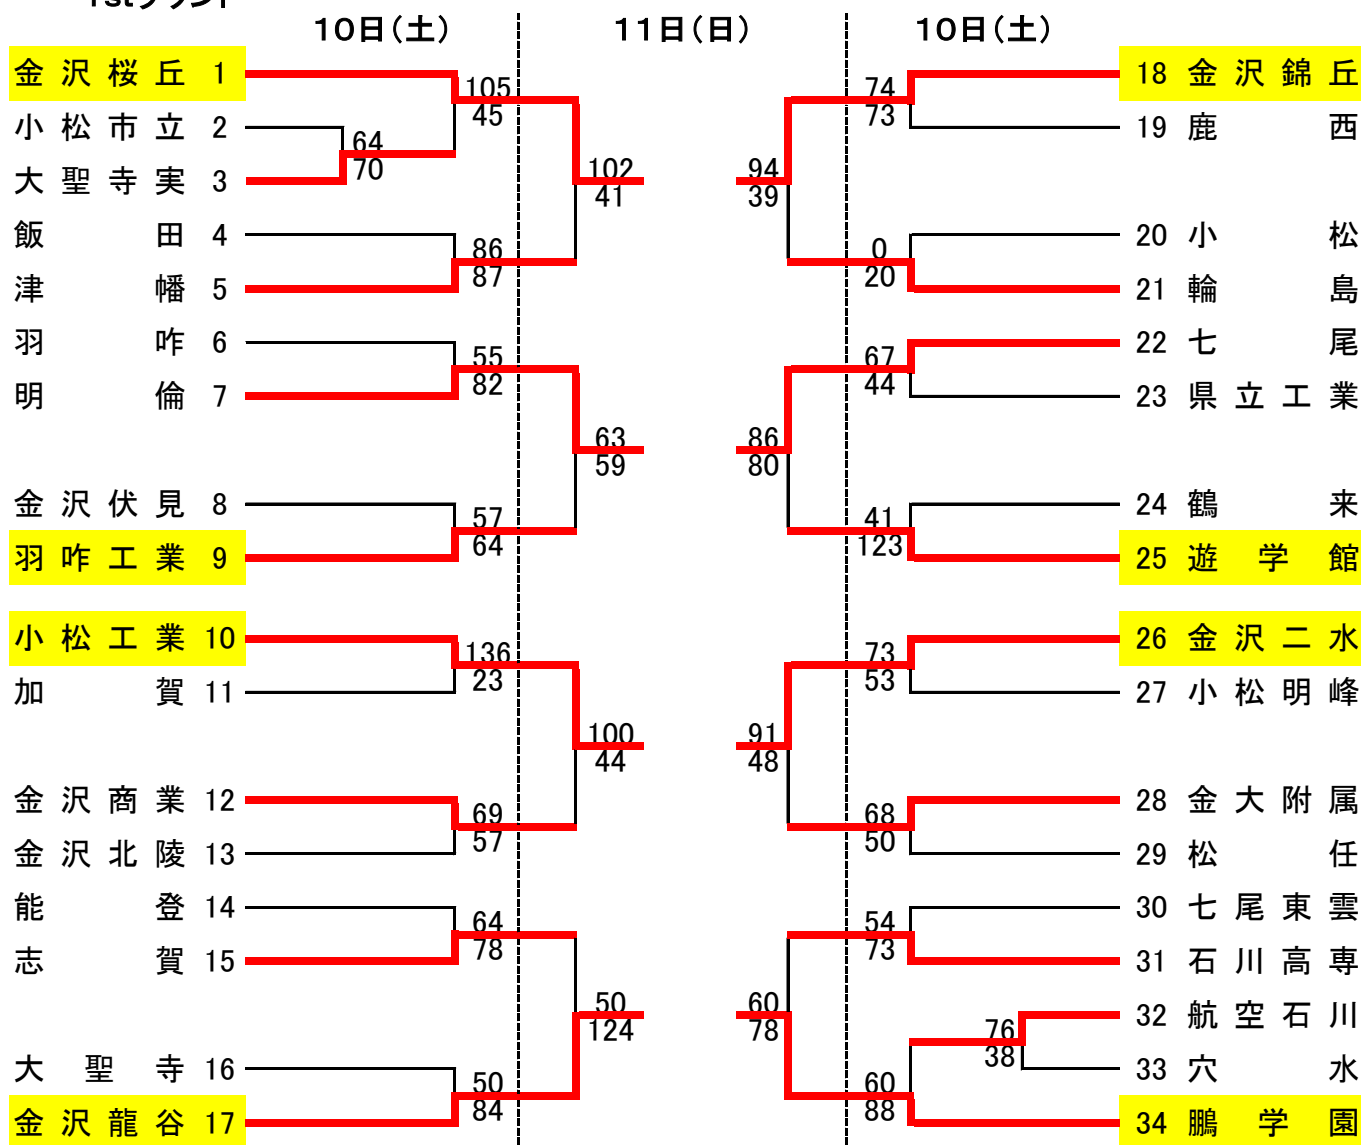 1stラウンド
10日(土) 11日(日) 10日(土)
金沢桜丘 1
小松市立 2
大聖寺実 3
飯田 4
津幡 5
羽咋 6
明倫 7
金沢伏見 8
羽咋工業 9
小松工業 10
加賀 11
金沢商業 12
金沢北陵 13
能登 14
志賀 15
大聖寺 16
金沢龍谷 17
64
70
105
45
86
87
55
82
57
64
136
23
69
57
64
78
50
84
102
41
63
59
100
44
50
124
94
39
86
80
91
48
60
78
74
73
0
20
67
44
41
123
73
53
68
50
54
73
60
88
76
38
18 金沢錦丘
19 鹿西
20 小松
21 輪島
22 七尾
23 県立工業
24 鶴来
25 遊学館
26 金沢二水
27 小松明峰
28 金大附属
29 松任
30 七尾東雲
31 石川高専
32 航空石川
33 穴水
34 鵬学園